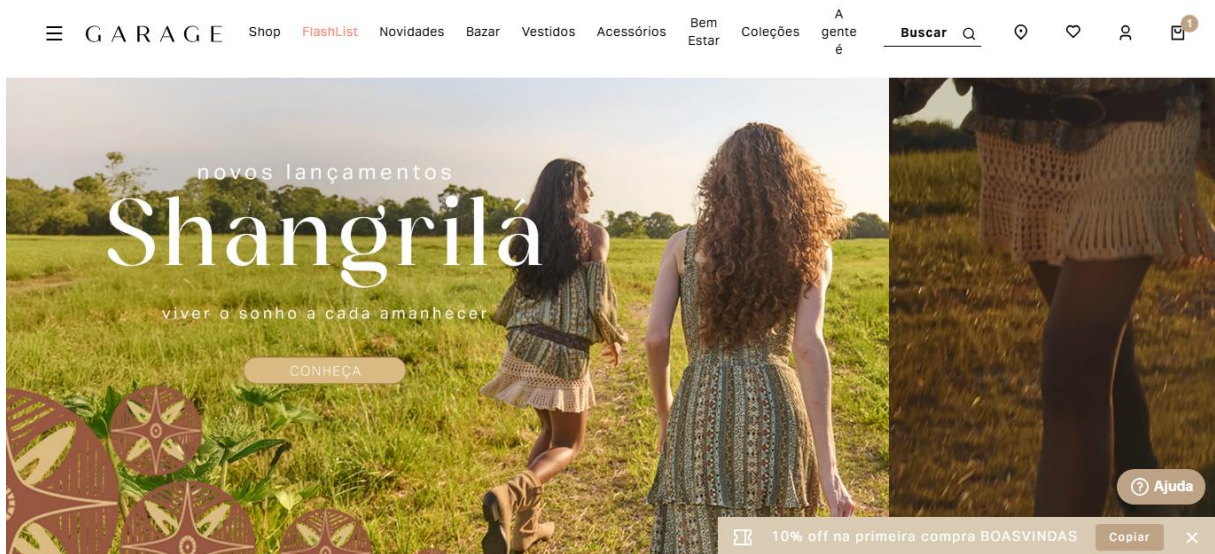 GARAGE
Shop
FlashList
Novidades
Bazar
Vestidos
Acessórios
Bem
Estar
Coleções
A
gente
é
Buscar
1
novos lançamentos
Shangrilá
viver o sonho a cada amanhecer
CONHEÇA
Ajuda
10% off na primeira compra BOASVINDAS
Copiar